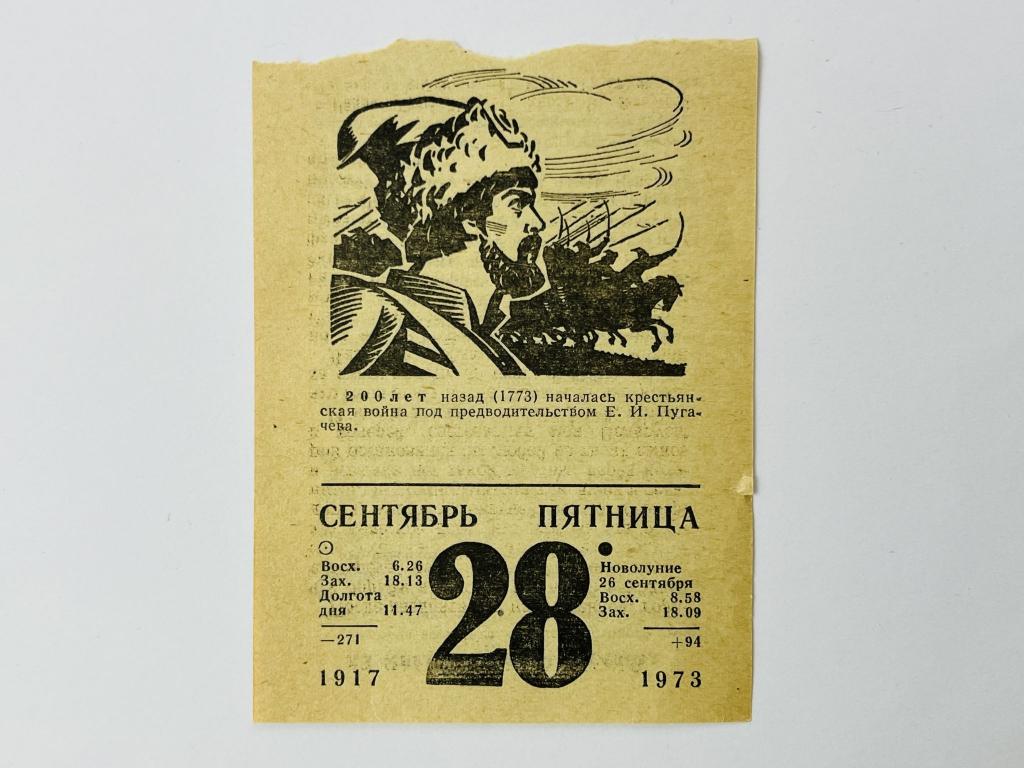 200 лет назад (1773) началась крестьян-
ская война под предводительством Е. И. Пуга-
чева.
СЕНТЯБРЬ ПЯТНИЦА
28
Восх. 6.26
Зах. 18.13
Долгота
дня 11.47
—271
1917
Новолуние
26 сентября
Восх. 8.58
Зах. 18.09
+94
1973